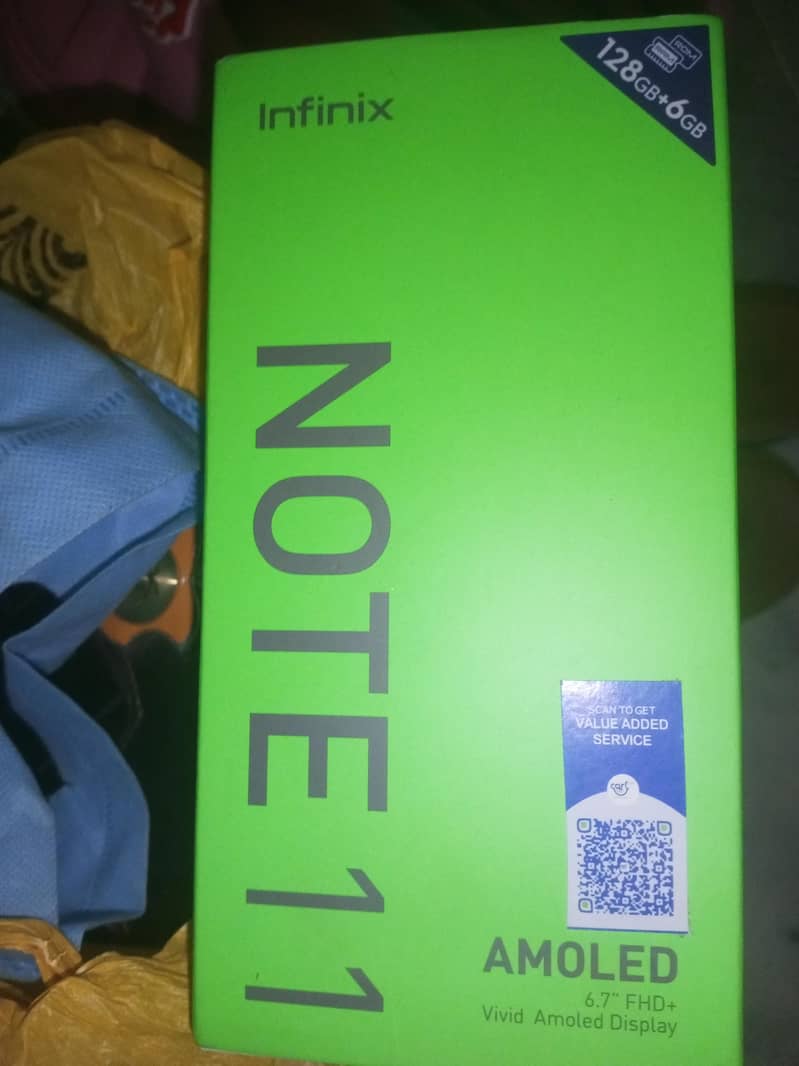 Infinix
ROM
128GB+6GB
NOTE 11
SCAN TO GET
VALUE ADDED
SERVICE
carl
AMOLED
6.7" FHD+
Vivid Amoled Display